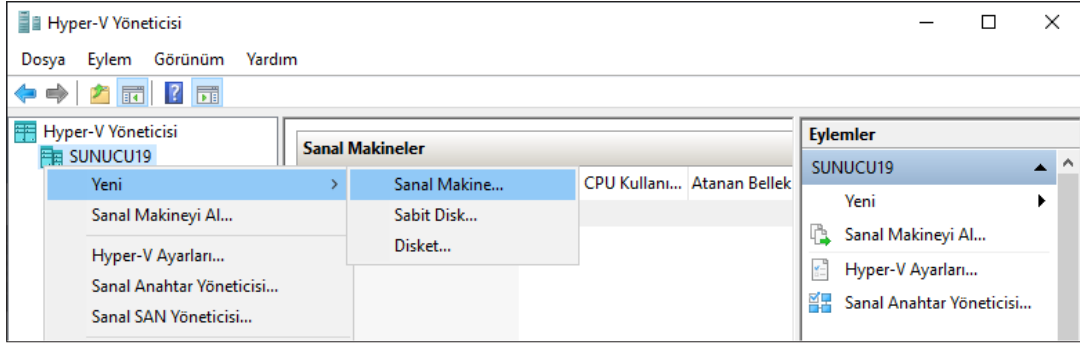 Hyper-V Yöneticisi
Dosya Eylem Görünüm Yardım
Hyper-V Yöneticisi
SUNUCU19
Yeni
Sanal Makineyi Al...
Hyper-V Ayarları...
Sanal Anahtar Yöneticisi...
Sanal SAN Yöneticisi...
Sanal Makine...
Sabit Disk...
Disket...
Sanal Makineler
CPU Kullanı... Atanan Bellek
Eylemler
SUNUCU19
Yeni
Sanal Makineyi Al...
Hyper-V Ayarları...
Sanal Anahtar Yöneticisi...